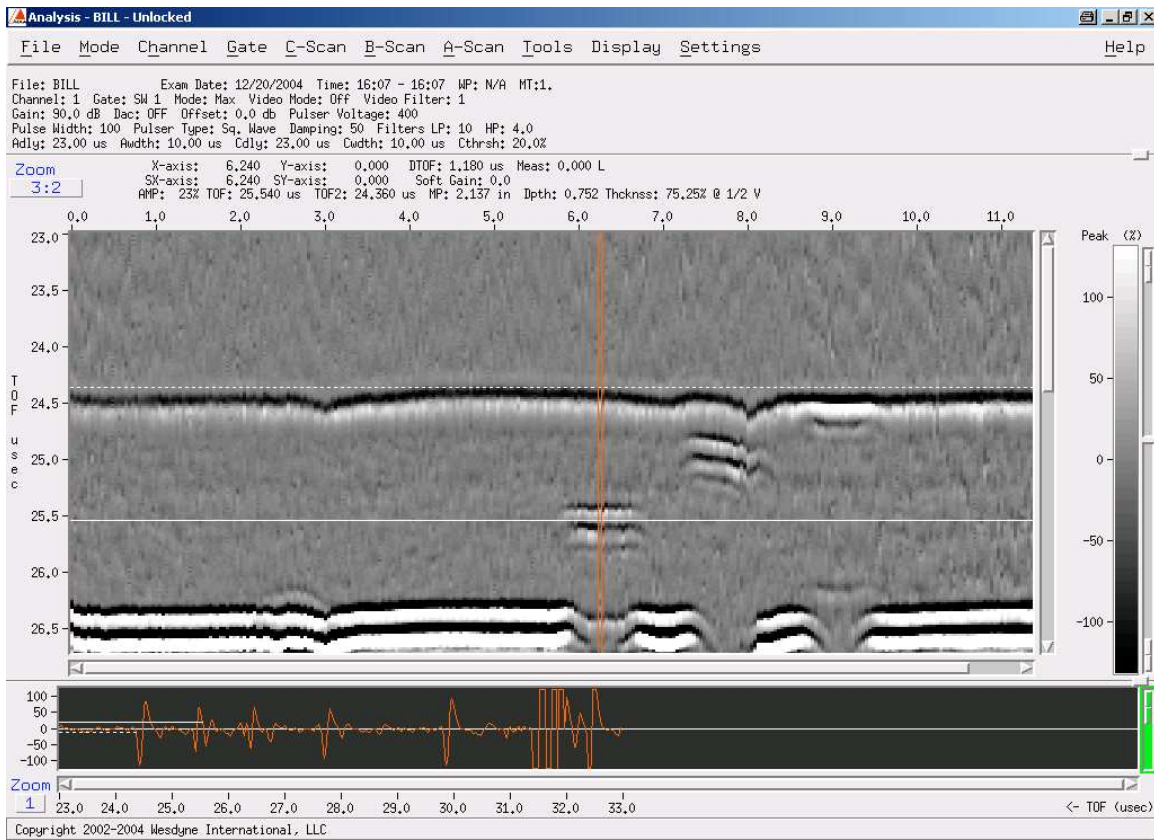 Analysis - BILL - Unlocked
File Mode Channel Gate C-Scan B-Scan A-Scan Tools Display Settings Help
File: BILL Exam Date: 12/20/2004 Time: 16:07 - 16:07 WP: N/A MT:1.
Channel: 1 Gate: SW 1 Mode: Max Video Mode: Off Video Filter: 1
Gain: 90.0 dB Dac: OFF Offset: 0.0 db Pulser Voltage: 400
Pulse Width: 100 Pulser Type: Sq. Wave Damping: 50 Filters LP: 10 HP: 4.0
Adly: 23.00 us Awdth: 10.00 us Cdly: 23.00 us Cwdth: 10.00 us Cthrsh: 20.0%
Zoom
3:2
X-axis: 6.240 Y-axis: 0.000 DTOF: 1.180 us Meas: 0.000 L
SX-axis: 6.240 SY-axis: 0.000 Soft Gain: 0.0
AMP: 23% TOF: 25.540 us TOF2: 24.360 us MP: 2.137 in Dpth: 0.752 Thcknss: 75.25% @ 1/2 V
0.0 1.0 2.0 3.0 4.0 5.0 6.0 7.0 8.0 9.0 10.0 11.0
TOF usec
23.0
23.5
24.0
24.5
25.0
25.5
26.0
26.5
Peak (%)
100
50
0
-50
-100
100
50
0
-50
-100
Zoom
1
23.0 24.0 25.0 26.0 27.0 28.0 29.0 30.0 31.0 32.0 33.0
<- TOF (usec)
Copyright 2002-2004 Wesdyne International, LLC